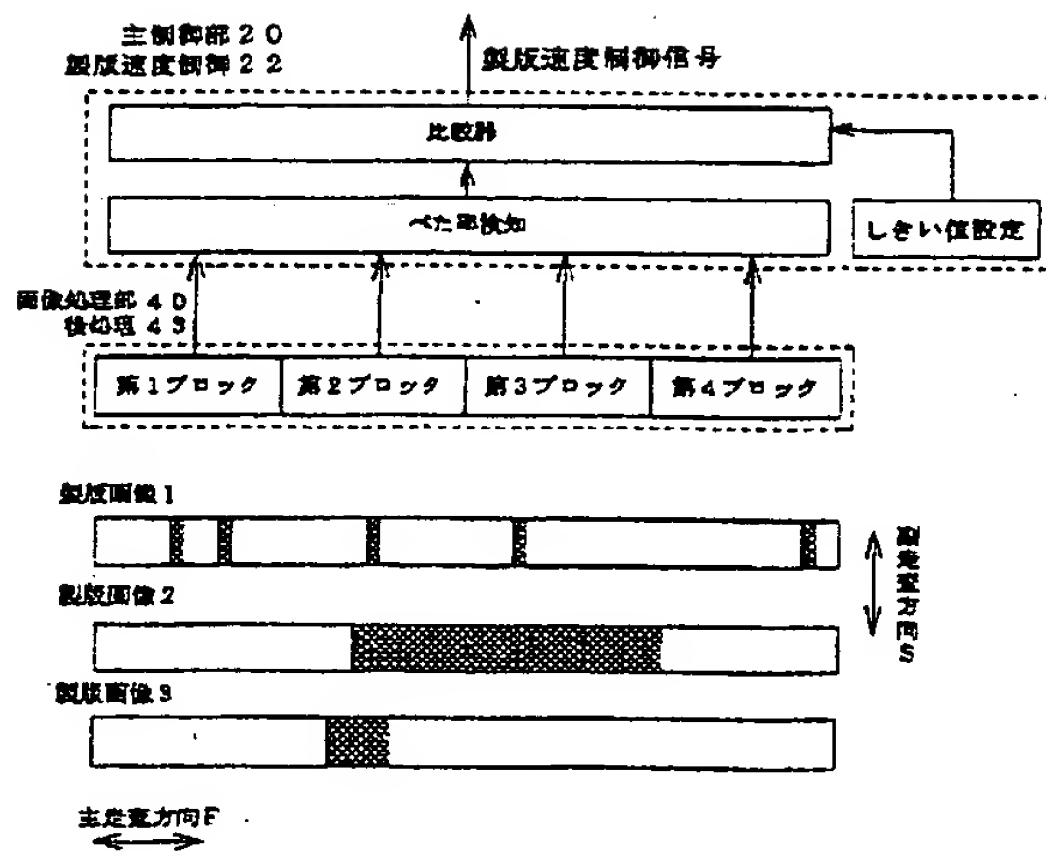 主制御部20
製版速度制御22
製版速度制御信号
比較器
べた率検知
しきい値設定
画像処理部40
後処理43
第1ブロック
第2ブロック
第3ブロック
第4ブロック
製版画像1
製版画像2
製版画像3
副走査方向S
主走査方向F